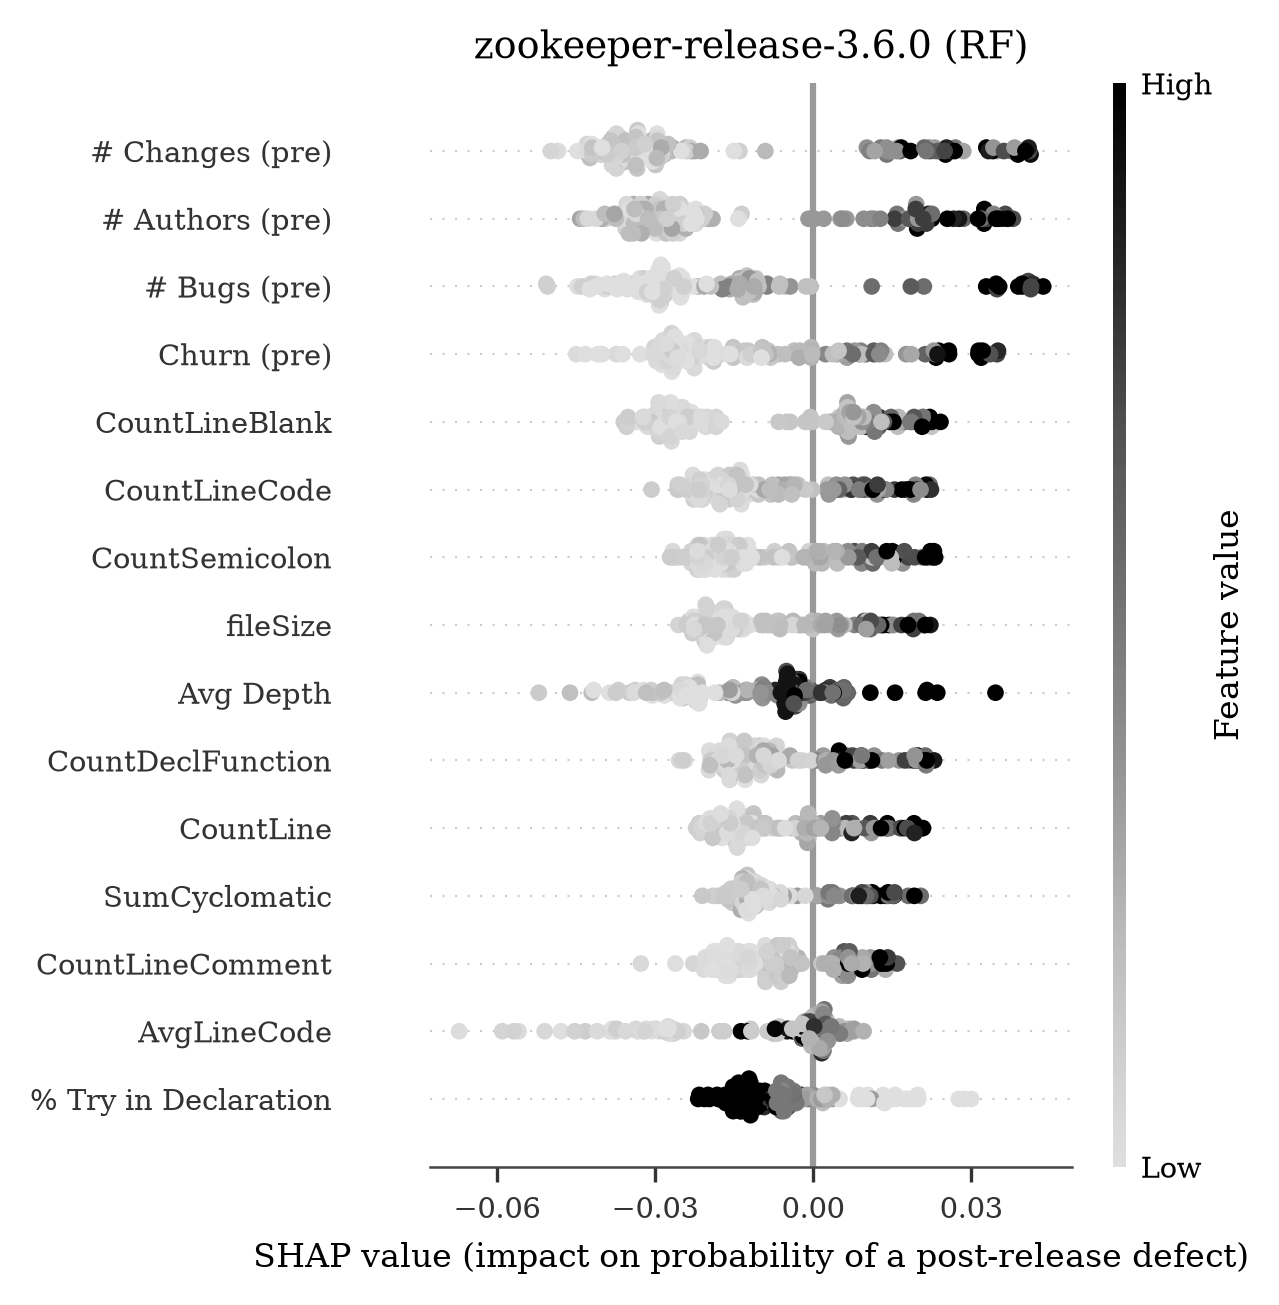 zookeeper-release-3.6.0 (RF)
High
# Changes (pre)
# Authors (pre)
# Bugs (pre)
Churn (pre)
CountLineBlank
CountLineCode
CountSemicolon
fileSize
Avg Depth
CountDeclFunction
CountLine
SumCyclomatic
CountLineComment
AvgLineCode
% Try in Declaration
Feature value
Low
−0.06 −0.03 0.00 0.03
SHAP value (impact on probability of a post-release defect)